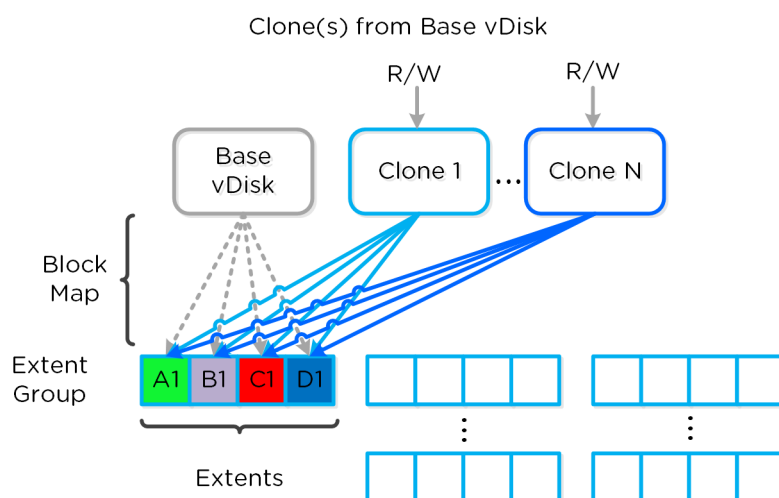 Clone(s) from Base vDisk
R/W
R/W
Base
vDisk
Clone 1
...
Clone N
Block
Map
Extent
Group
A1
B1
C1
D1
Extents